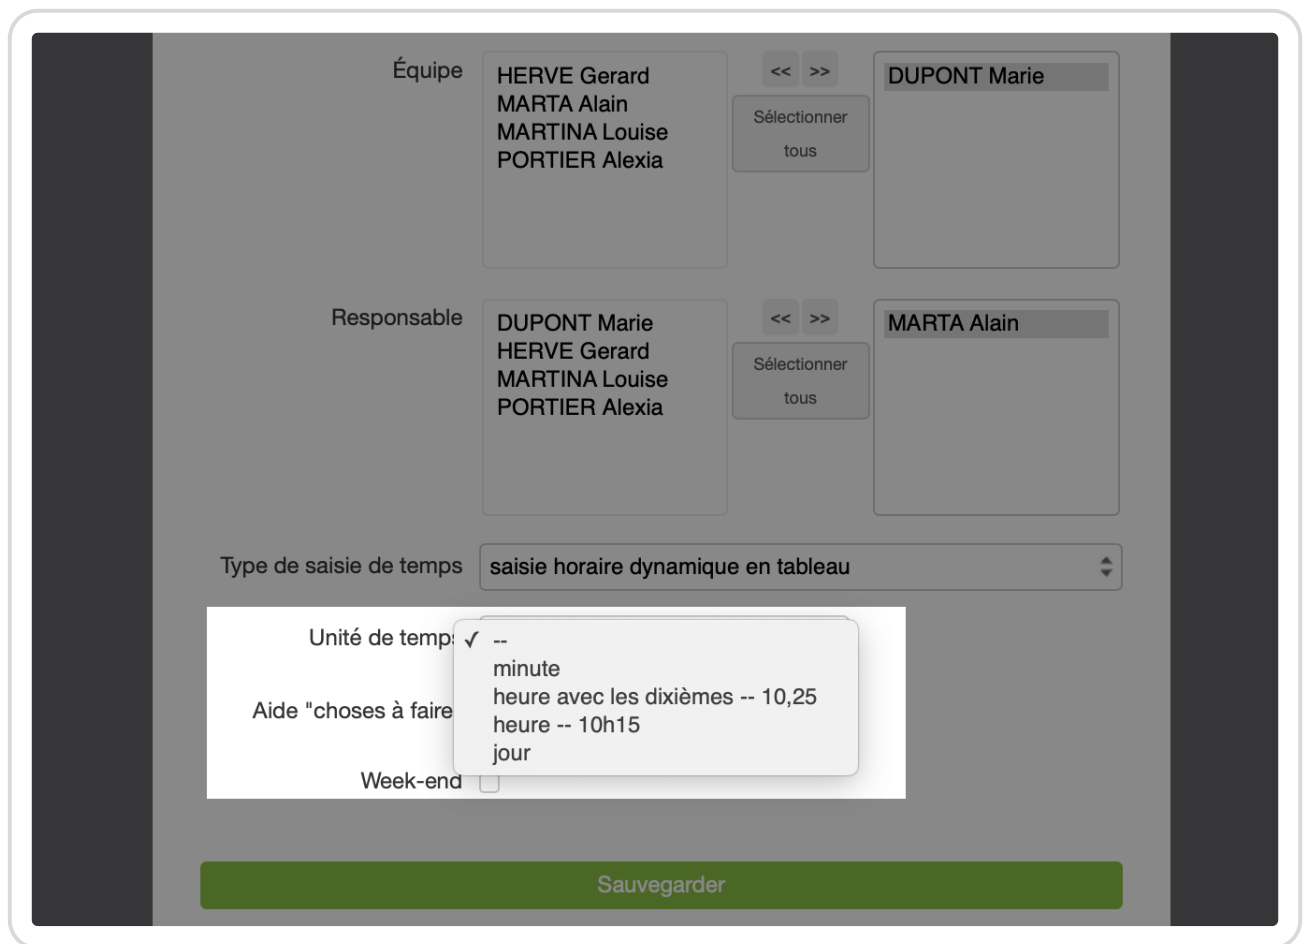 Équipe
HERVE Gerard
MARTA Alain
MARTINA Louise
PORTIER Alexia
<< >>
Sélectionner
tous
DUPONT Marie
Responsable
DUPONT Marie
HERVE Gerard
MARTINA Louise
PORTIER Alexia
<< >>
Sélectionner
tous
MARTA Alain
Type de saisie de temps
saisie horaire dynamique en tableau
Unité de temps
✓ --
minute
heure avec les dixièmes -- 10,25
heure -- 10h15
jour
Aide "choses à faire
Week-end
Sauvegarder